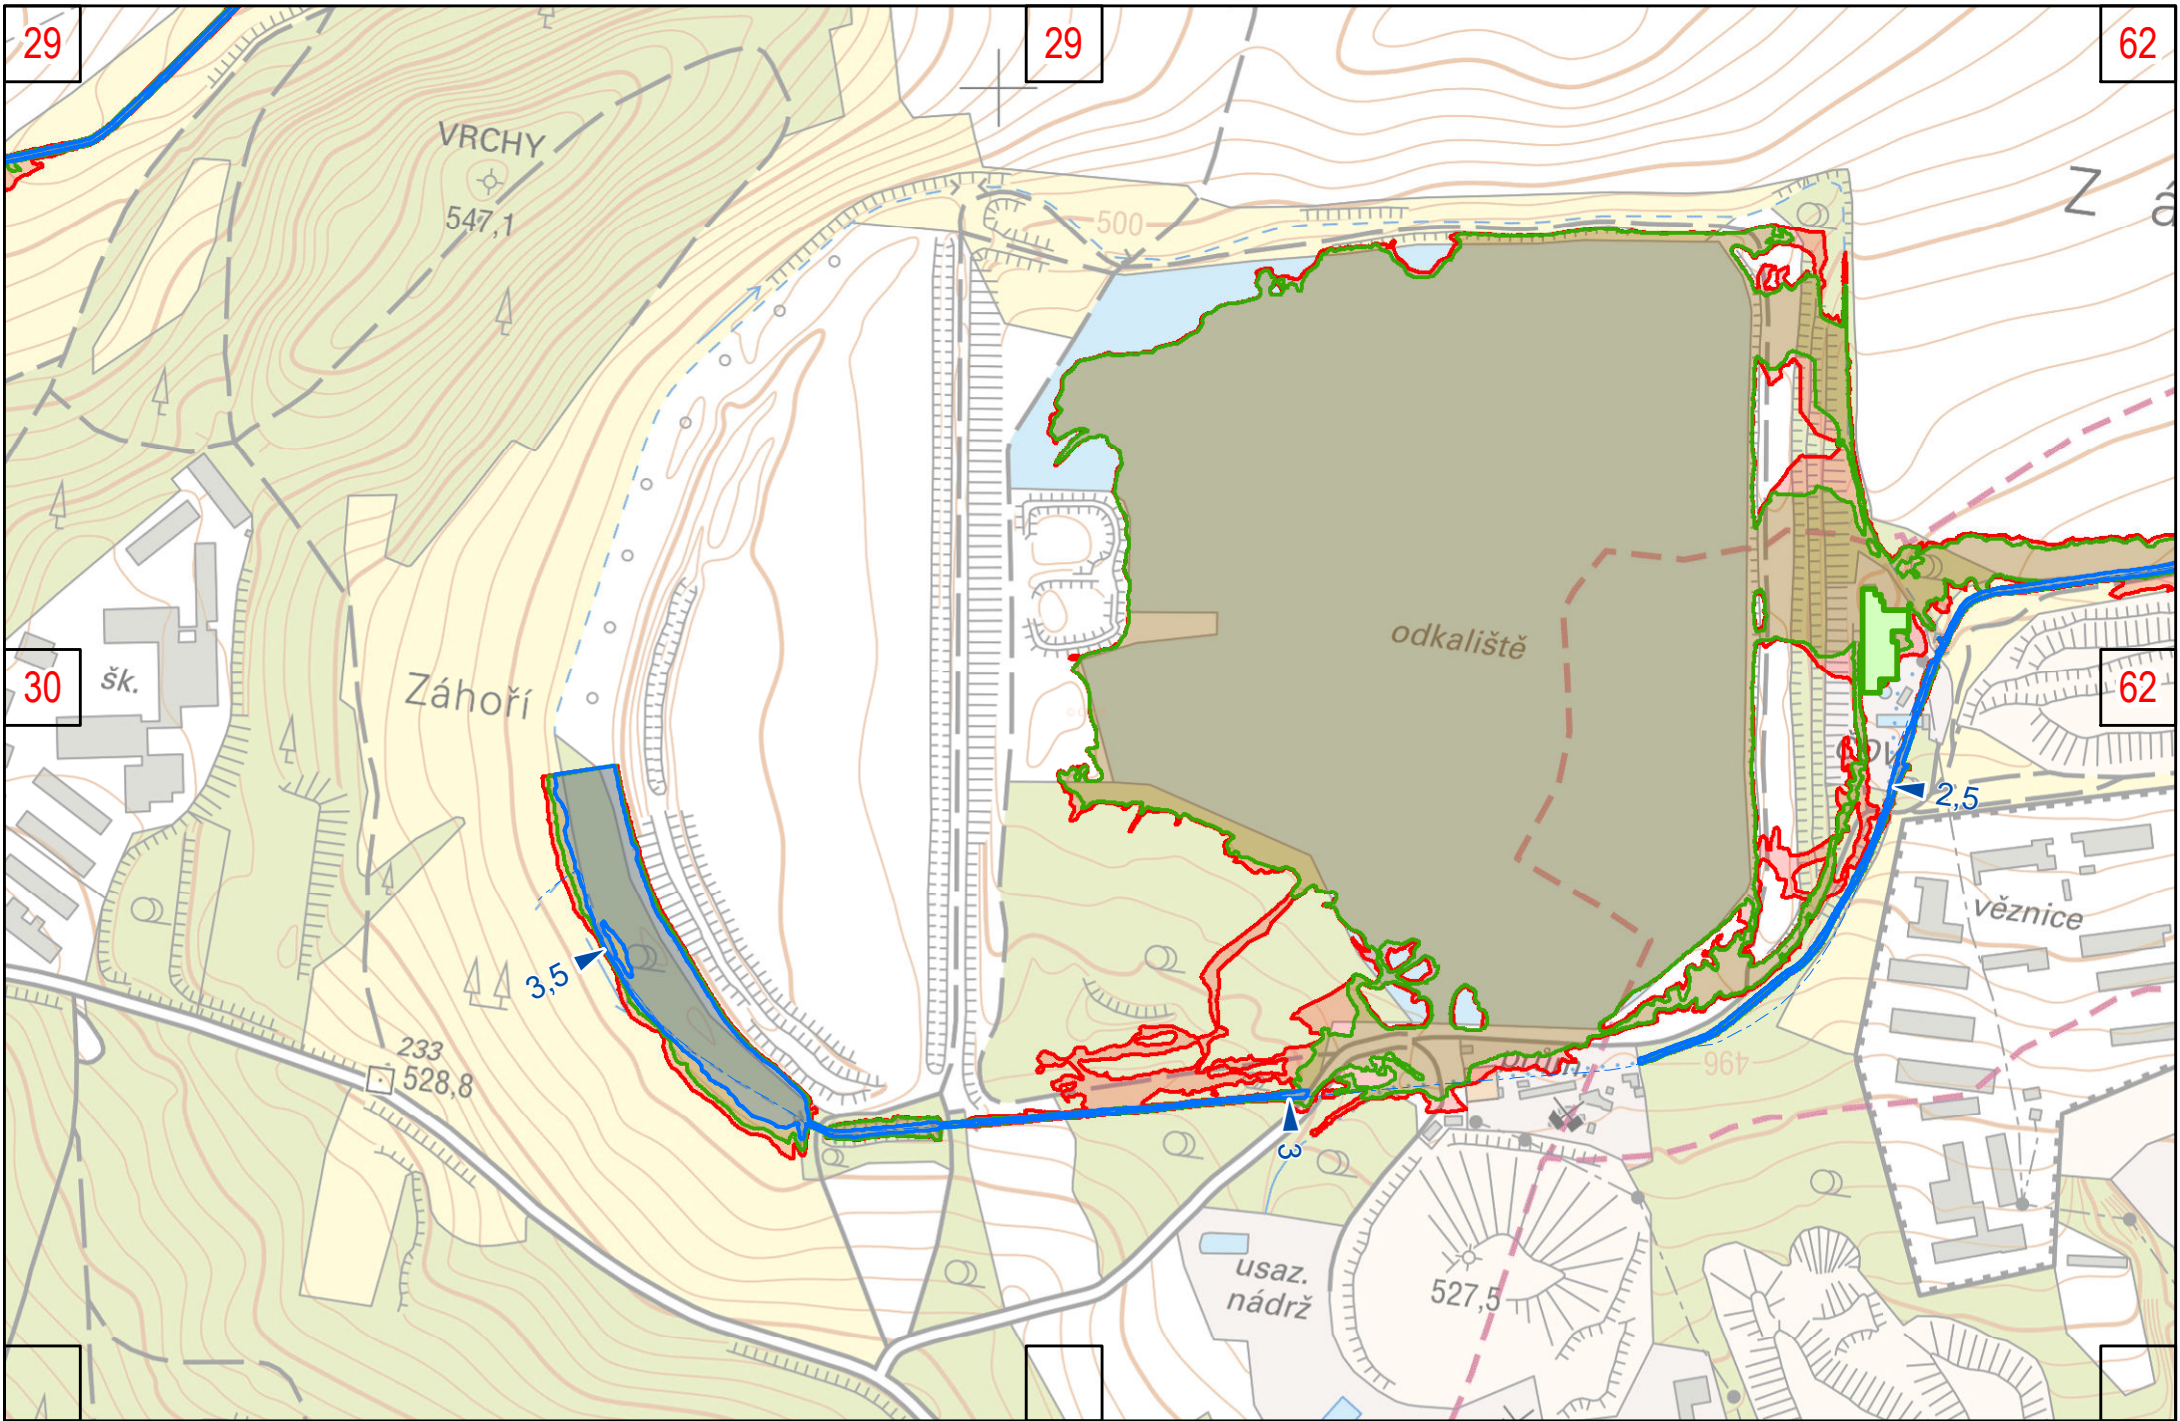 29
29
62
VRCHY
547,1
Z á
500
odkaliště
30
šk.
Záhoří
62
2,5
věznice
3,5
233
528,8
prům.
496
3
usaz.
nádrž
527,5